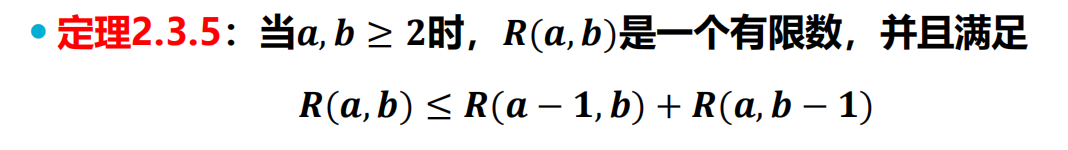 • 定理2.3.5：当a, b ≥ 2时，R(a, b)是一个有限数，并且满足
R(a, b) ≤ R(a − 1, b) + R(a, b − 1)